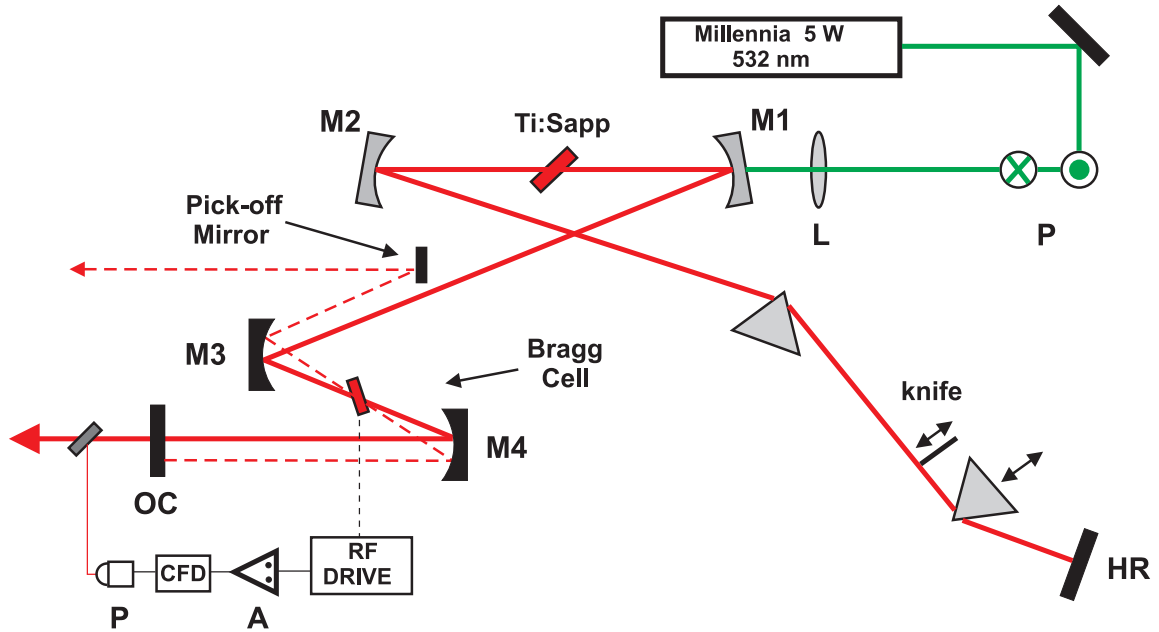 Millennia 5 W
532 nm
M2
Ti:Sapp
M1
Pick-off
Mirror
L
P
M3
Bragg
Cell
knife
M4
OC
RF
DRIVE
CFD
HR
P
A